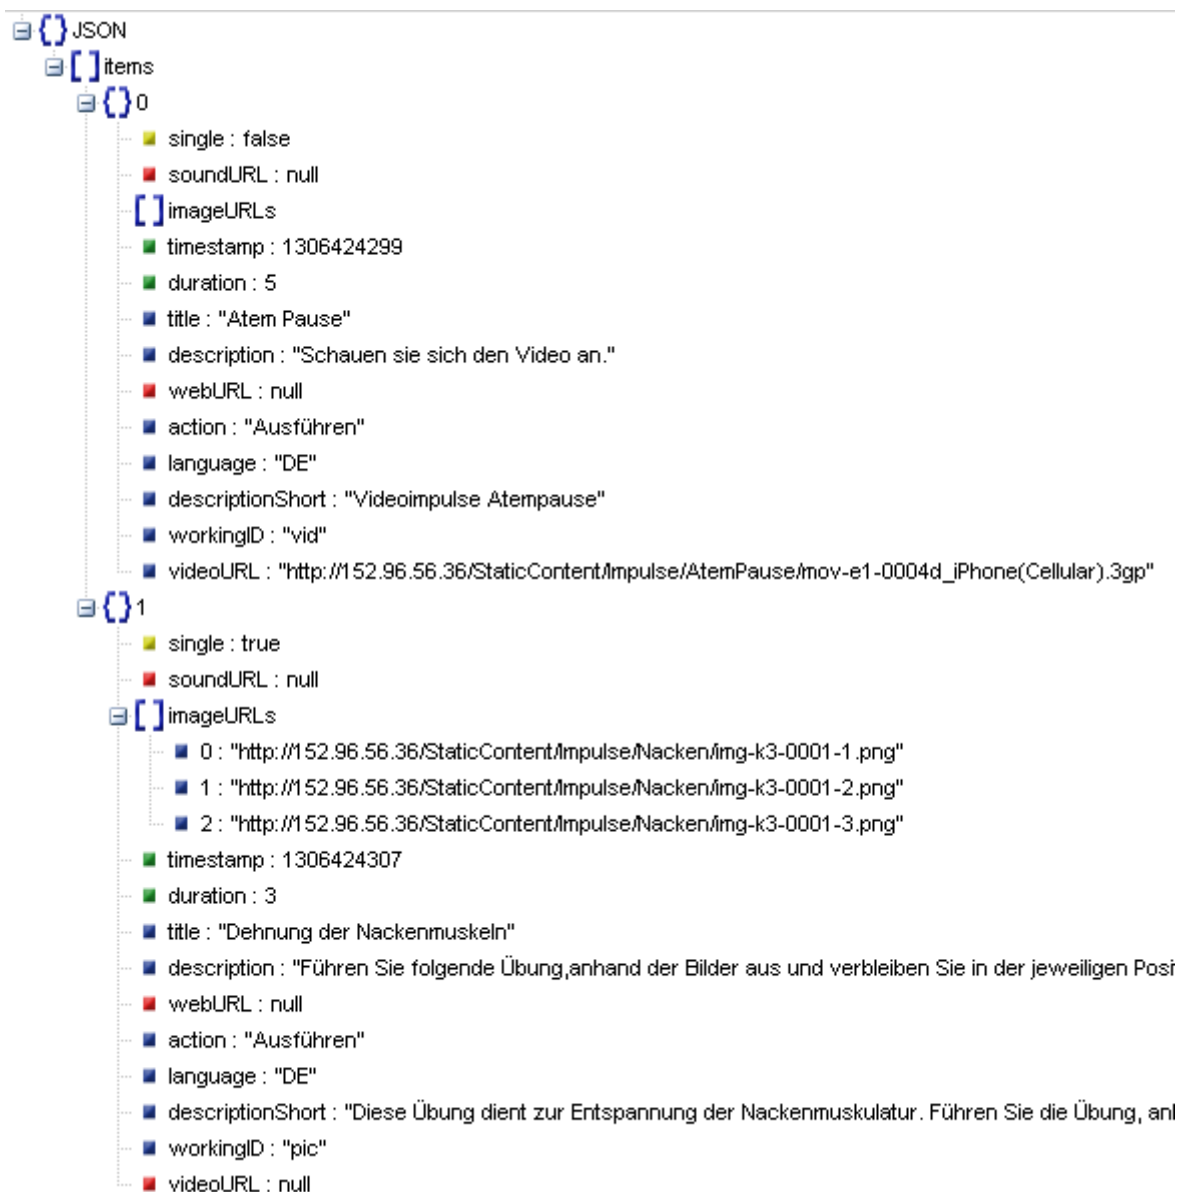 JSON
items
0
single : false
soundURL : null
imageURLs
timestamp : 1306424299
duration : 5
title : "Atem Pause"
description : "Schauen sie sich den Video an."
webURL : null
action : "Ausführen"
language : "DE"
descriptionShort : "Videoimpulse Atempause"
workingID : "vid"
videoURL : "http://152.96.56.36/StaticContent/Impulse/AtemPause/mov-e1-0004d_iPhone(Cellular).3gp"
1
single : true
soundURL : null
imageURLs
0 : "http://152.96.56.36/StaticContent/Impulse/Nacken/img-k3-0001-1.png"
1 : "http://152.96.56.36/StaticContent/Impulse/Nacken/img-k3-0001-2.png"
2 : "http://152.96.56.36/StaticContent/Impulse/Nacken/img-k3-0001-3.png"
timestamp : 1306424307
duration : 3
title : "Dehnung der Nackenmuskeln"
description : "Führen Sie folgende Übung,anhand der Bilder aus und verbleiben Sie in der jeweiligen Posi
webURL : null
action : "Ausführen"
language : "DE"
descriptionShort : "Diese Übung dient zur Entspannung der Nackenmuskulatur. Führen Sie die Übung, an
workingID : "pic"
videoURL : null